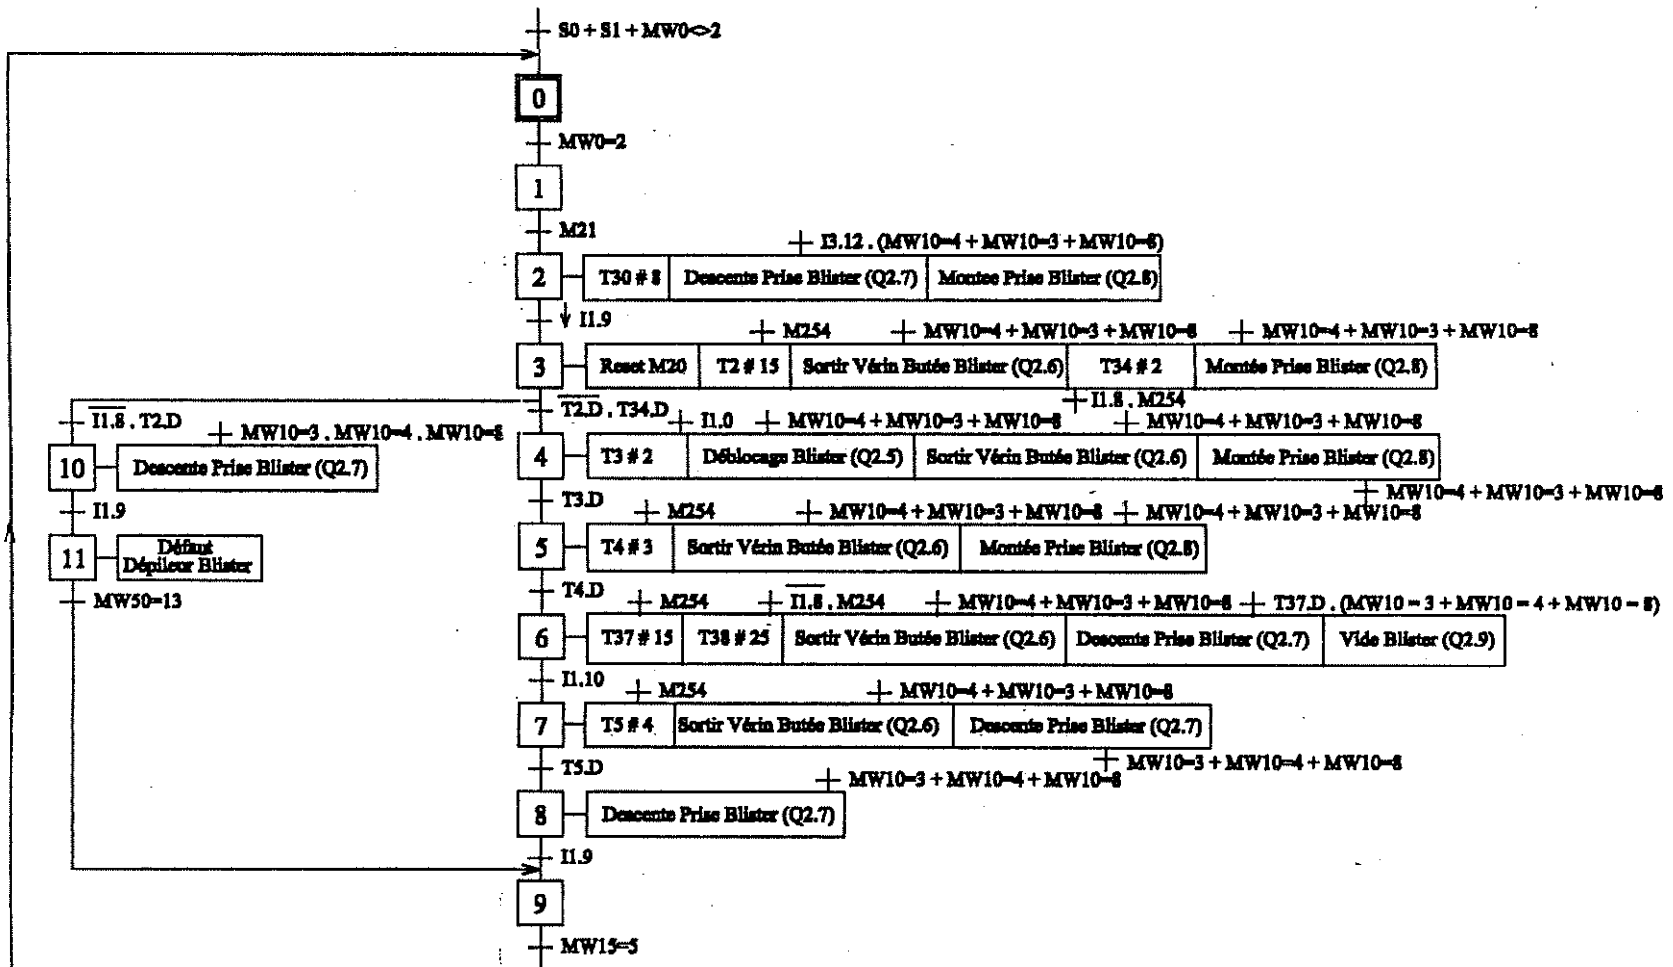 S0 + S1 + MW0<>2
0
MW0=2
1
M21
I3.12 . (MW10=4 + MW10=3 + MW10=8)
2 T30 # 8 Descente Prise Blister (Q2.7) Montee Prise Blister (Q2.8)
↓ I1.9
M254 MW10=4 + MW10=3 + MW10=8 MW10=4 + MW10=3 + MW10=8
3 Reset M20 T2 # 15 Sortir Vérin Butée Blister (Q2.6) T34 # 2 Montée Prise Blister (Q2.8)
I1.8 . M254
I1.8 . T2.D
T2.D . T34.D
I1.0 MW10=4 + MW10=3 + MW10=8 MW10=4 + MW10=3 + MW10=8
MW10=3 . MW10=4 . MW10=8
10 Descente Prise Blister (Q2.7)
4 T3 # 2 Déblocage Blister (Q2.5) Sortir Vérin Butée Blister (Q2.6) Montée Prise Blister (Q2.8)
MW10=4 + MW10=3 + MW10=8
I1.9
T3.D
M254 MW10=4 + MW10=3 + MW10=8 MW10=4 + MW10=3 + MW10=8
11 Défaut
Dépileur Blister
5 T4 # 3 Sortir Vérin Butée Blister (Q2.6) Montée Prise Blister (Q2.8)
MW50=13
T4.D
M254 I1.8 . M254 MW10=4 + MW10=3 + MW10=8 T37.D . (MW10 = 3 + MW10 = 4 + MW10 = 8)
6 T37 # 15 T38 # 25 Sortir Vérin Butée Blister (Q2.6) Descente Prise Blister (Q2.7) Vide Blister (Q2.9)
I1.10
M254 MW10=4 + MW10=3 + MW10=8
7 T5 # 4 Sortir Vérin Butée Blister (Q2.6) Descente Prise Blister (Q2.7)
MW10=3 + MW10=4 + MW10=8
T5.D
MW10=3 + MW10=4 + MW10=8
8 Descente Prise Blister (Q2.7)
I1.9
9
MW15=5